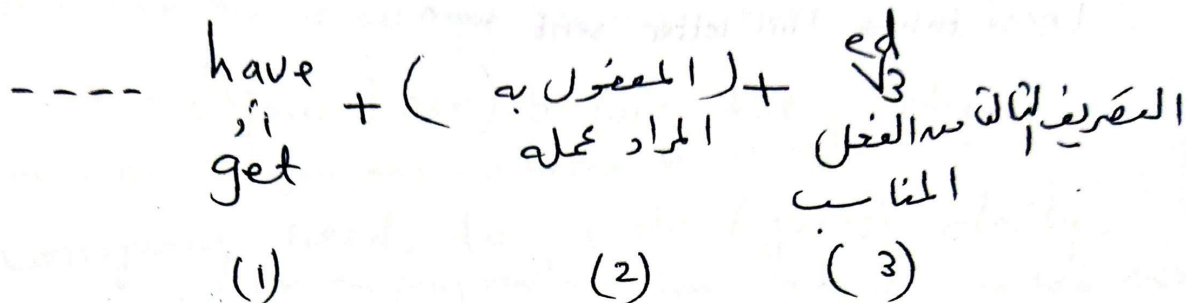 ---- have + ( المفعول به ) + ed V3
أو المراد عمله التصريف الثالث من الفعل
get المناسب
(1) (2) (3)